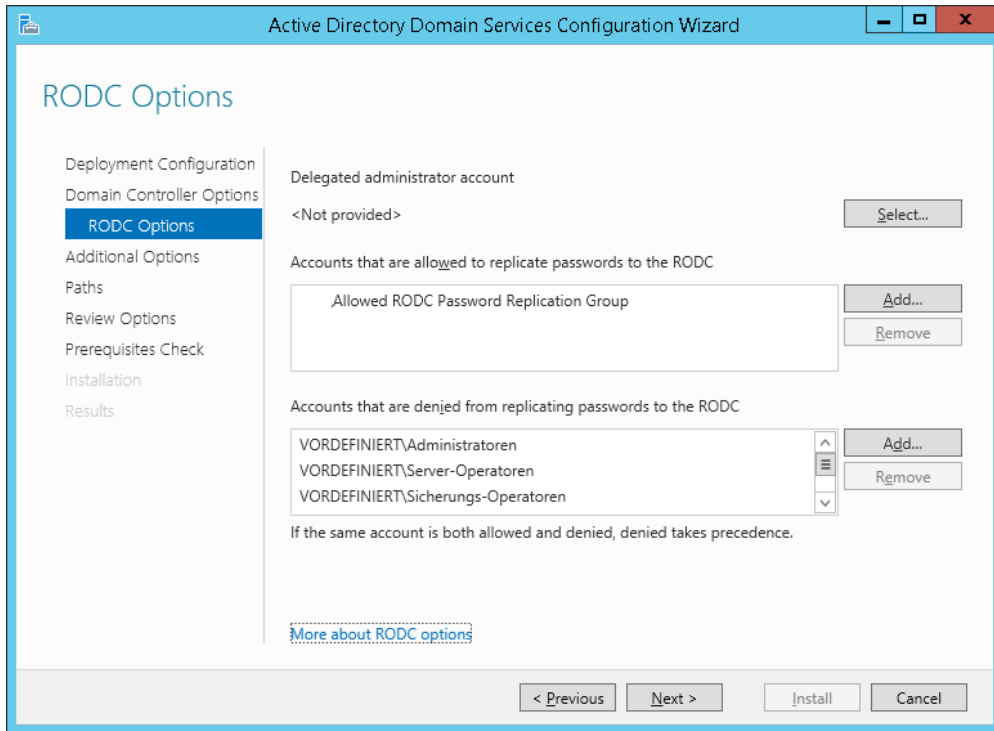 Active Directory Domain Services Configuration Wizard
RODC Options
Deployment Configuration
Domain Controller Options
RODC Options
Additional Options
Paths
Review Options
Prerequisites Check
Installation
Results
Delegated administrator account
<Not provided>
Select...
Accounts that are allowed to replicate passwords to the RODC
,Allowed RODC Password Replication Group
Add...
Remove
Accounts that are denied from replicating passwords to the RODC
VORDEFINIERT\Administratoren
VORDEFINIERT\Server-Operatoren
VORDEFINIERT\Sicherungs-Operatoren
Add...
Remove
If the same account is both allowed and denied, denied takes precedence.
More about RODC options
< Previous
Next >
Install
Cancel